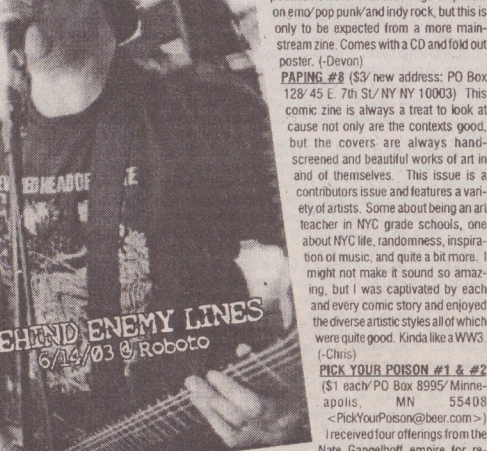 on emo/pop punk/and indy rock, but this is
only to be expected from a more main-
stream zine. Comes with a CD and fold out
poster. (-Devon)
PAPING #8 ($3/ new address: PO Box
128/ 45 E. 7th St/ NY NY 10003) This
comic zine is always a treat to look at
cause not only are the contexts good,
but the covers are always hand-
screened and beautiful works of art in
and of themselves. This issue is a
contributors issue and features a vari-
ety of artists. Some about being an art
teacher in NYC grade schools, one
about NYC life, randomness, inspira-
tion of music, and quite a bit more. I
might not make it sound so amaz-
ing, but I was captivated by each
and every comic story and enjoyed
the diverse artistic styles all of which
were quite good. Kinda like a WW3.
(-Chris)
PICK YOUR POISON #1 & #2
($1 each/ PO Box 8995/ Minne-
apolis, MN 55408
<PickYourPoison@beer.com>)
I received four offerings from the
Nate Gangelhoff empire for re-
HEAD OF
EHIND ENEMY LINES
6/14/03 @ Roboto